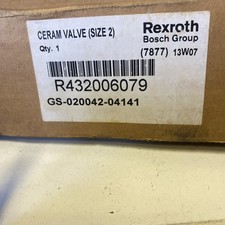 CERAM VALVE (SIZE 2)
Rexroth
Qty. 1
Bosch Group
(7877) 13W07
R432006079
GS-020042-04141